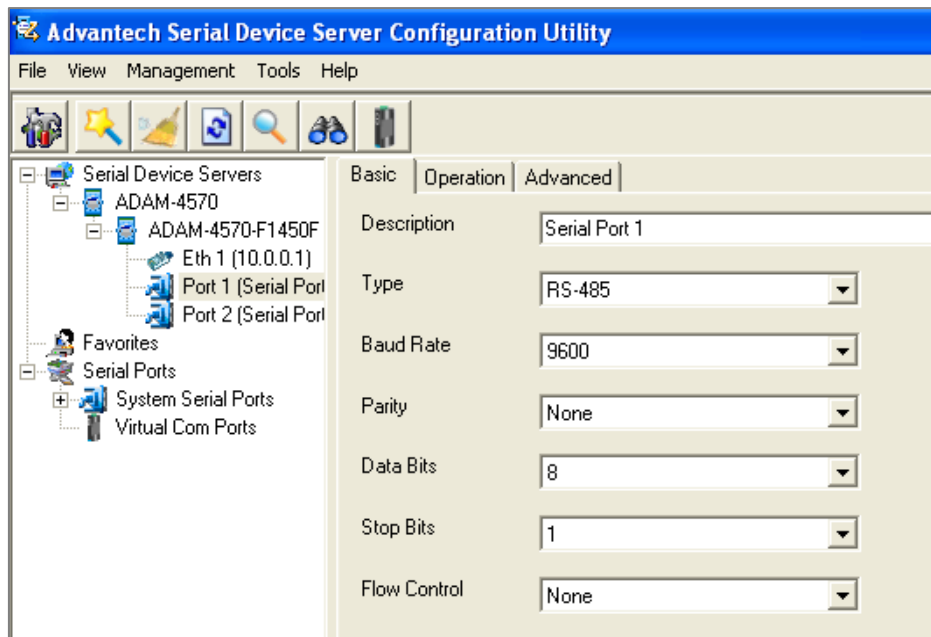 Advantech Serial Device Server Configuration Utility
File View Management Tools Help
Serial Device Servers
ADAM-4570
ADAM-4570-F1450F
Eth 1 (10.0.0.1)
Port 1 (Serial Port
Port 2 (Serial Port
Favorites
Serial Ports
System Serial Ports
Virtual Com Ports
Basic Operation Advanced
Description Serial Port 1
Type RS-485
Baud Rate 9600
Parity None
Data Bits 8
Stop Bits 1
Flow Control None